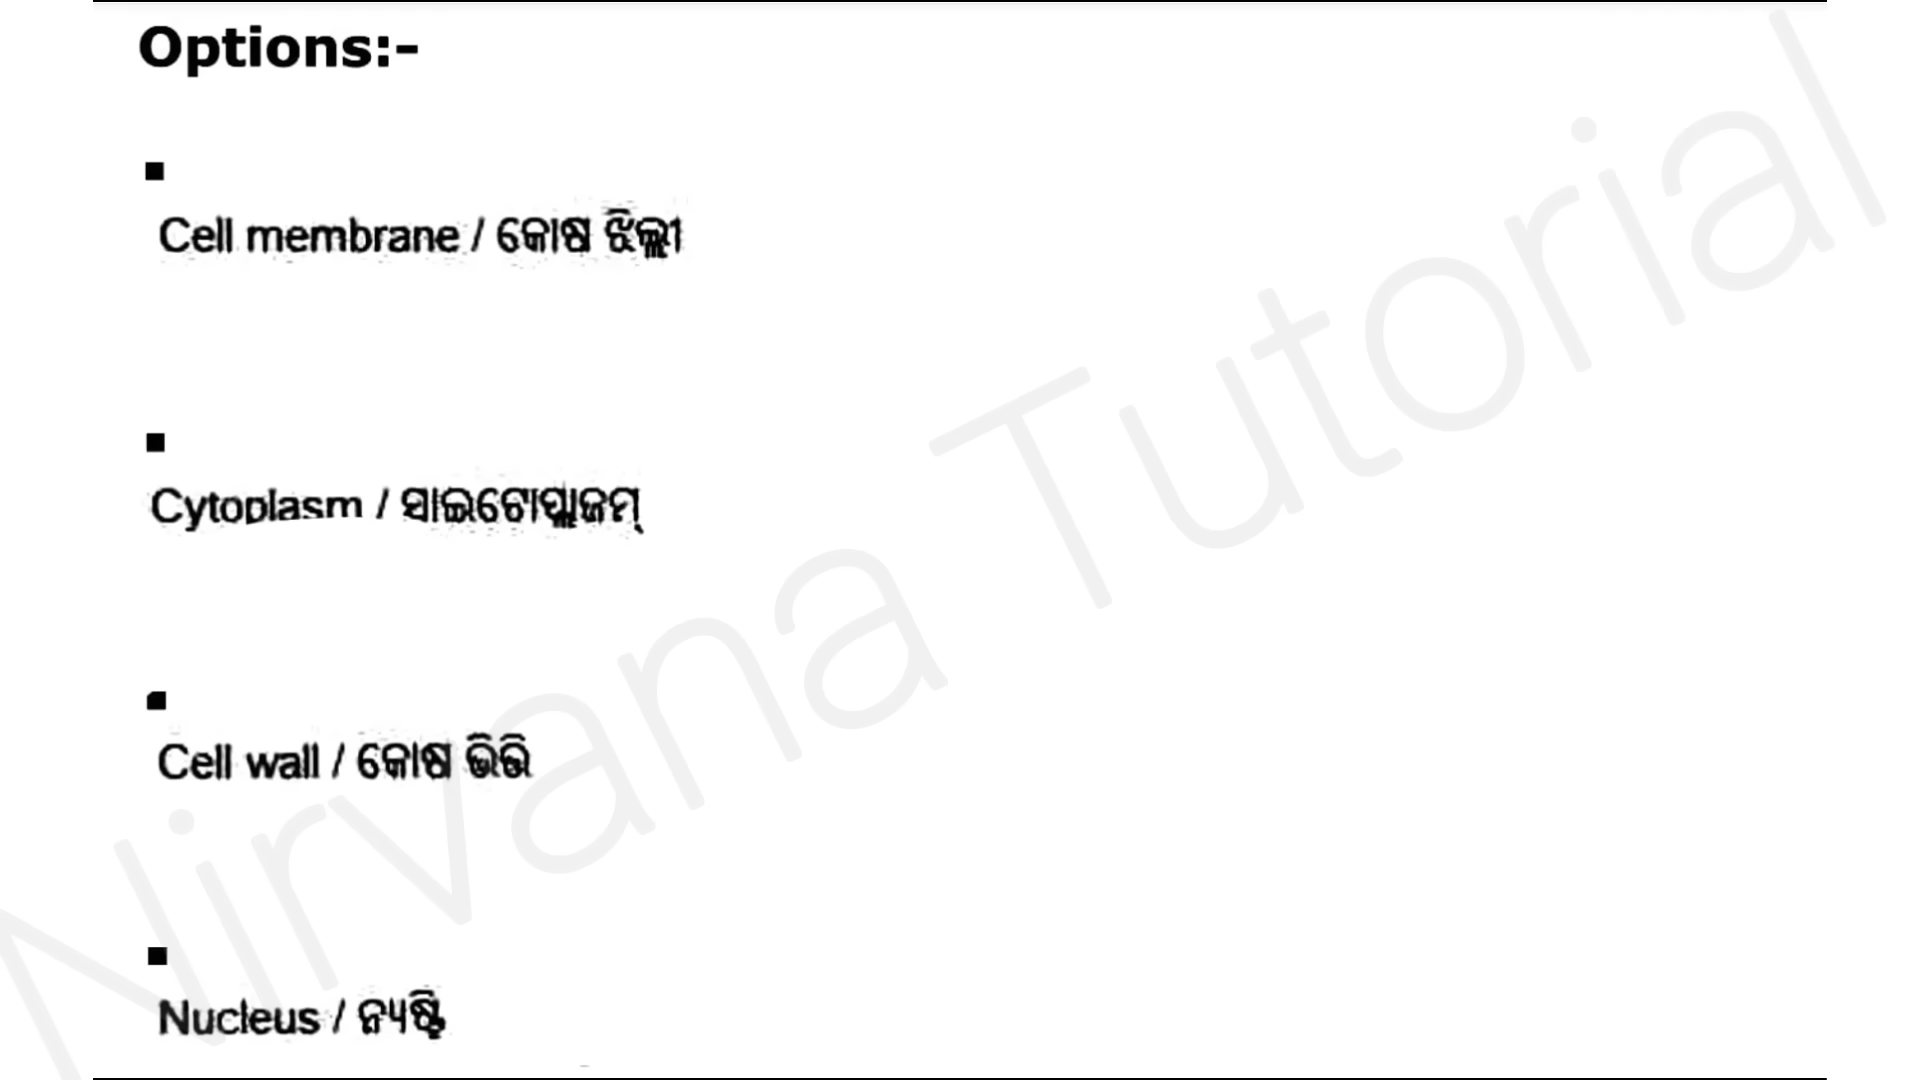 Options:-
Cell membrane / କୋଷ ଝିଲ୍ଲୀ
Cytoplasm / ସାଇଟୋପ୍ଲାଜମ୍
Cell wall / କୋଷ ଭିତ୍ତି
Nucleus / ନ୍ୟଷ୍ଟି
Nirvana Tutorial